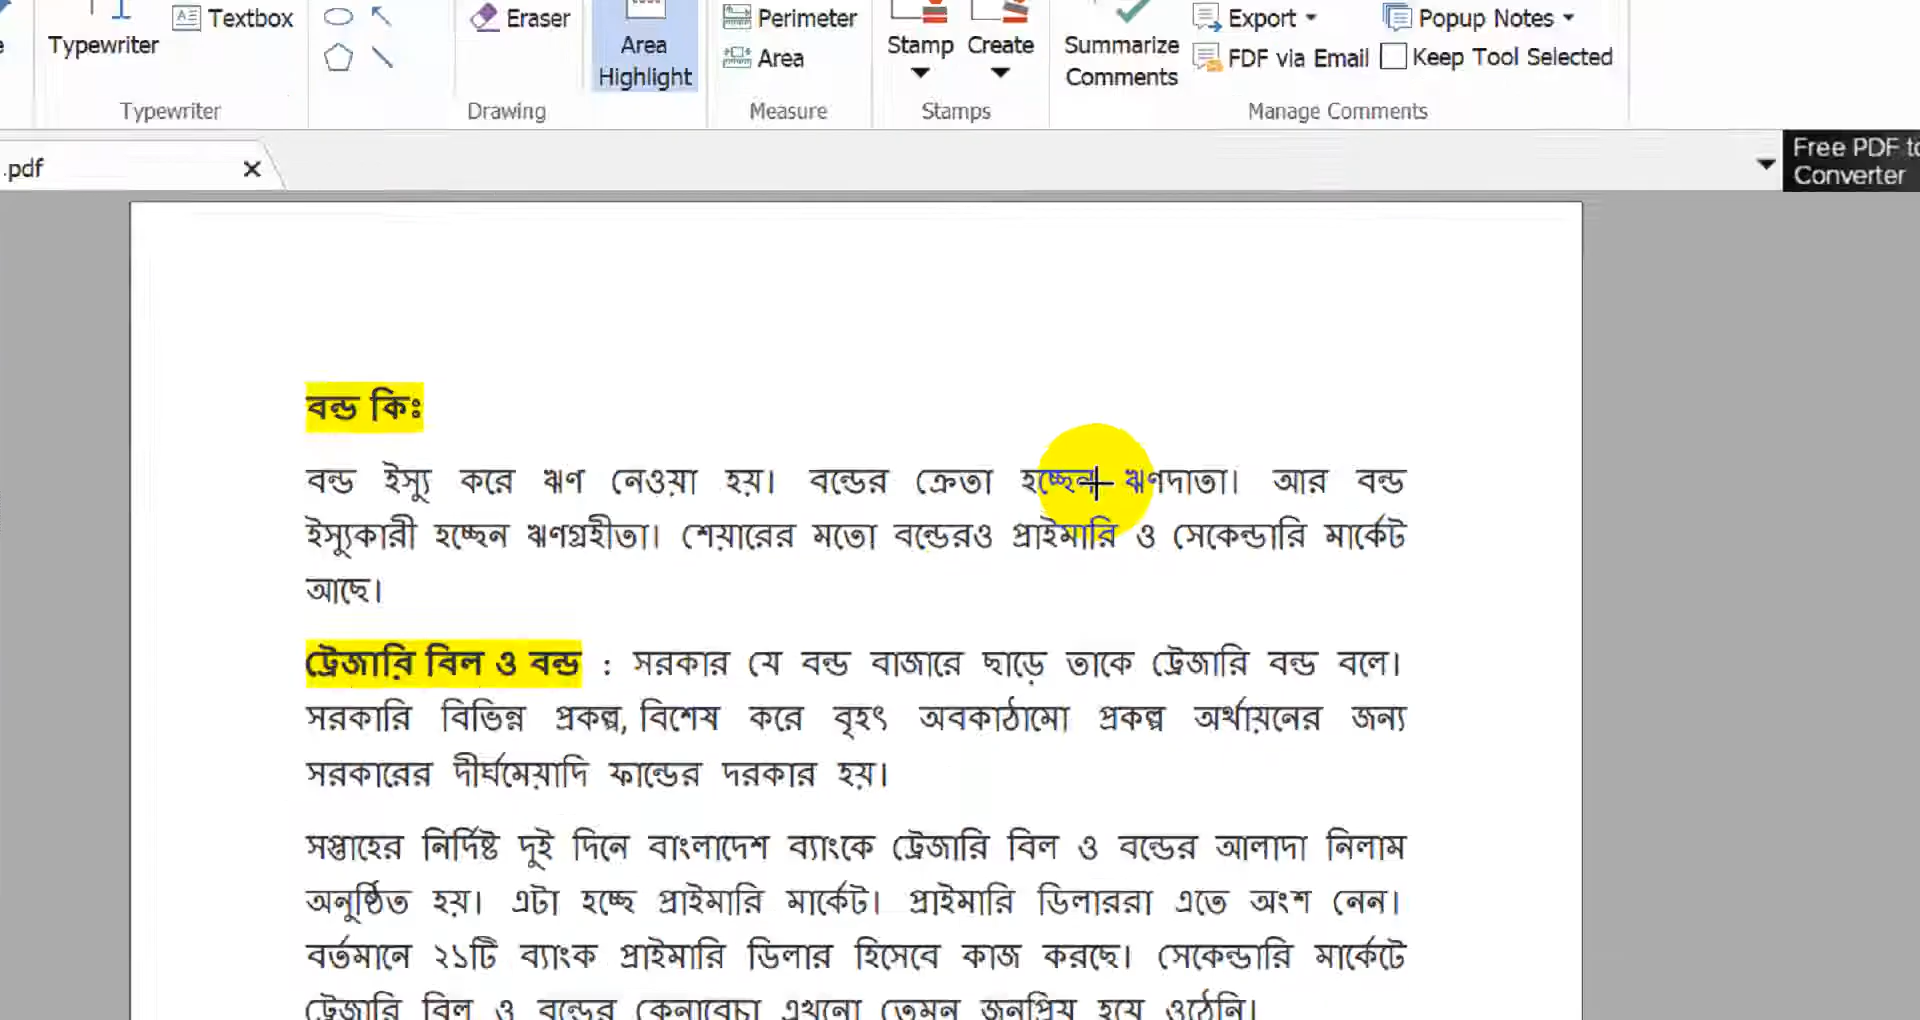 Typewriter
Textbox
Eraser
Area
Highlight
Perimeter
Area
Stamp
Create
Summarize
Comments
Export
FDF via Email
Popup Notes
Keep Tool Selected
Typewriter
Drawing
Measure
Stamps
Manage Comments
.pdf
Free PDF to
Converter
বন্ড কিঃ
বন্ড ইস্যু করে ঋণ নেওয়া হয়। বন্ডের ক্রেতা হচ্ছেন ঋণদাতা। আর বন্ড
ইস্যুকারী হচ্ছেন ঋণগ্রহীতা। শেয়ারের মতো বন্ডেরও প্রাইমারি ও সেকেন্ডারি মার্কেট
আছে।
ট্রেজারি বিল ও বন্ড : সরকার যে বন্ড বাজারে ছাড়ে তাকে ট্রেজারি বন্ড বলে।
সরকারি বিভিন্ন প্রকল্প, বিশেষ করে বৃহৎ অবকাঠামো প্রকল্প অর্থায়নের জন্য
সরকারের দীর্ঘমেয়াদি ফান্ডের দরকার হয়।
সপ্তাহের নির্দিষ্ট দুই দিনে বাংলাদেশ ব্যাংকে ট্রেজারি বিল ও বন্ডের আলাদা নিলাম
অনুষ্ঠিত হয়। এটা হচ্ছে প্রাইমারি মার্কেট। প্রাইমারি ডিলাররা এতে অংশ নেন।
বর্তমানে ২১টি ব্যাংক প্রাইমারি ডিলার হিসেবে কাজ করছে। সেকেন্ডারি মার্কেটে
ট্রেজারি বিল ও বন্ডের কেনাবেচা এখনো তেমন জনপ্রিয় হয়ে ওঠেনি।